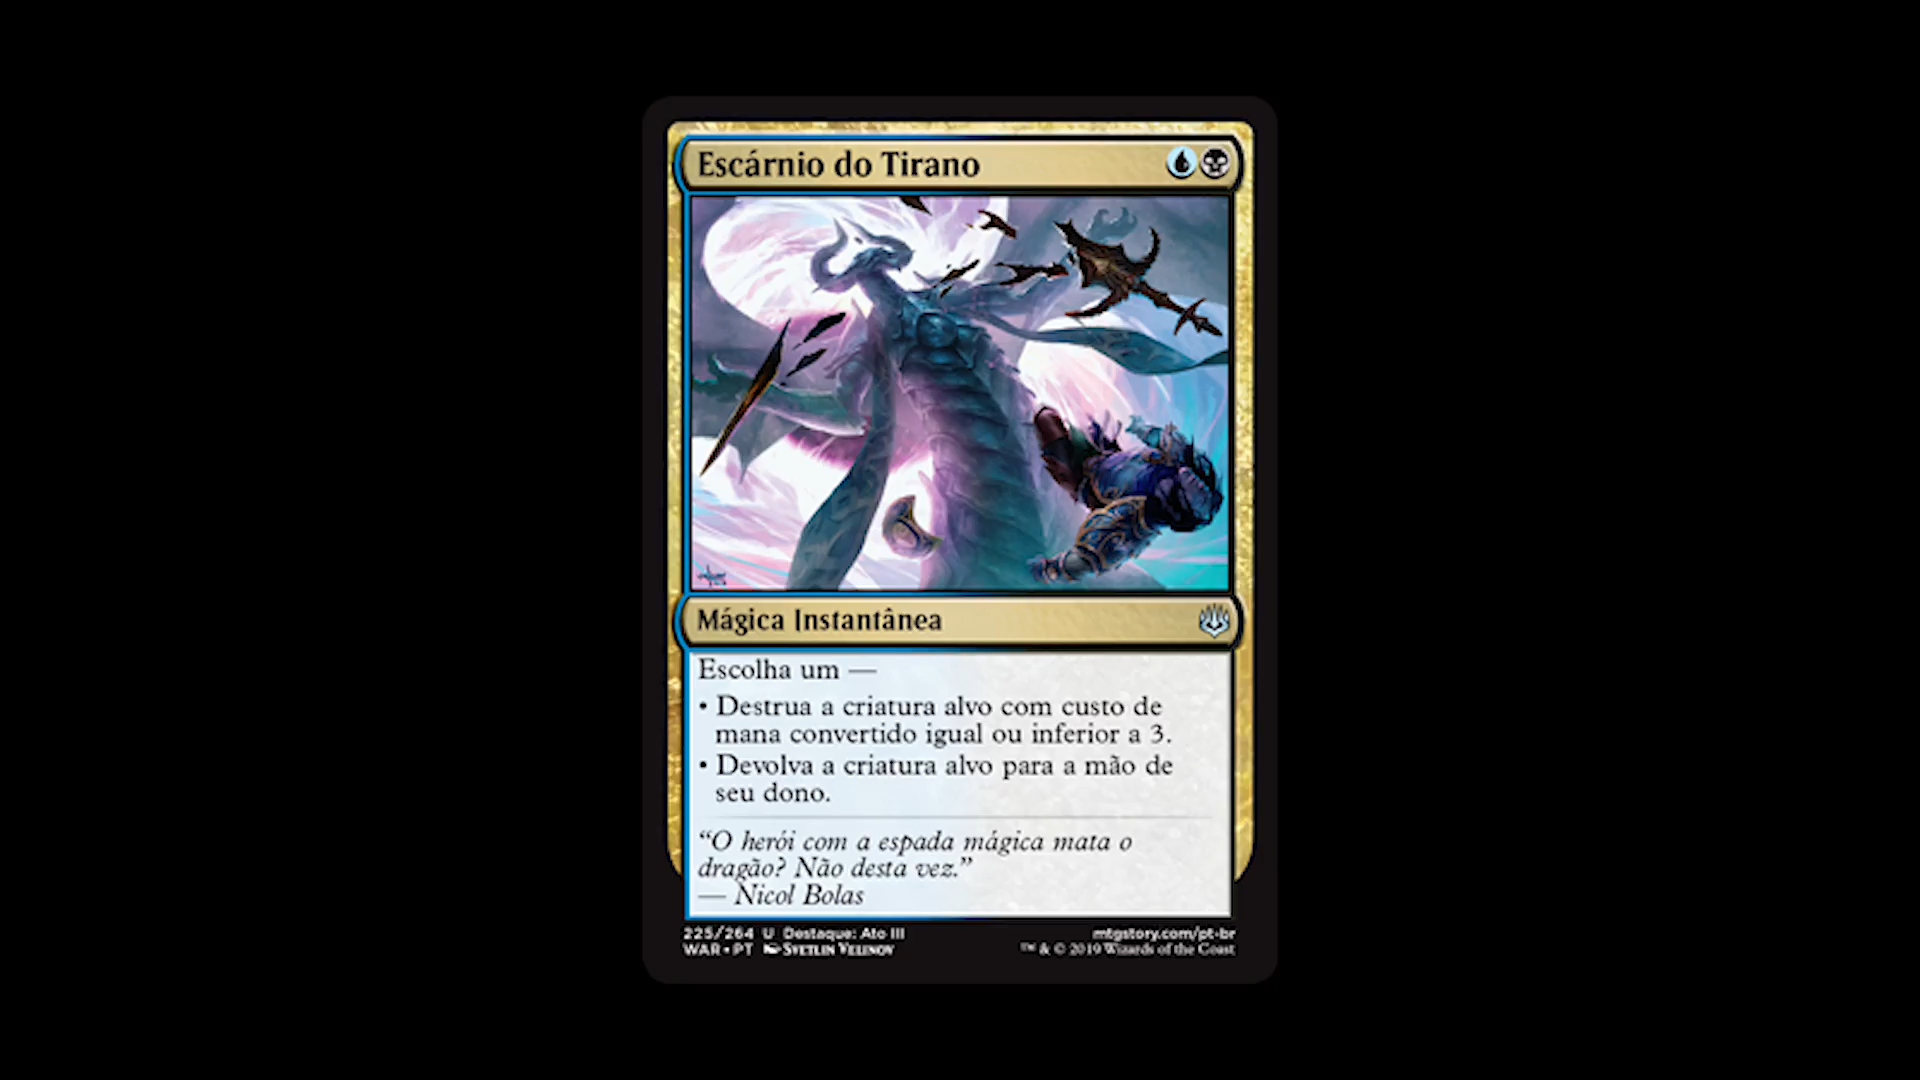 Escárnio do Tirano
Mágica Instantânea
Escolha um —
• Destrua a criatura alvo com custo de
mana convertido igual ou inferior a 3.
• Devolva a criatura alvo para a mão de
seu dono.
“O herói com a espada mágica mata o
dragão? Não desta vez.”
— Nicol Bolas
225/264 U Destaque: Ato III
WAR • PT Svetlin Velinov
mtgstory.com/pt-br
™ & © 2019 Wizards of the Coast